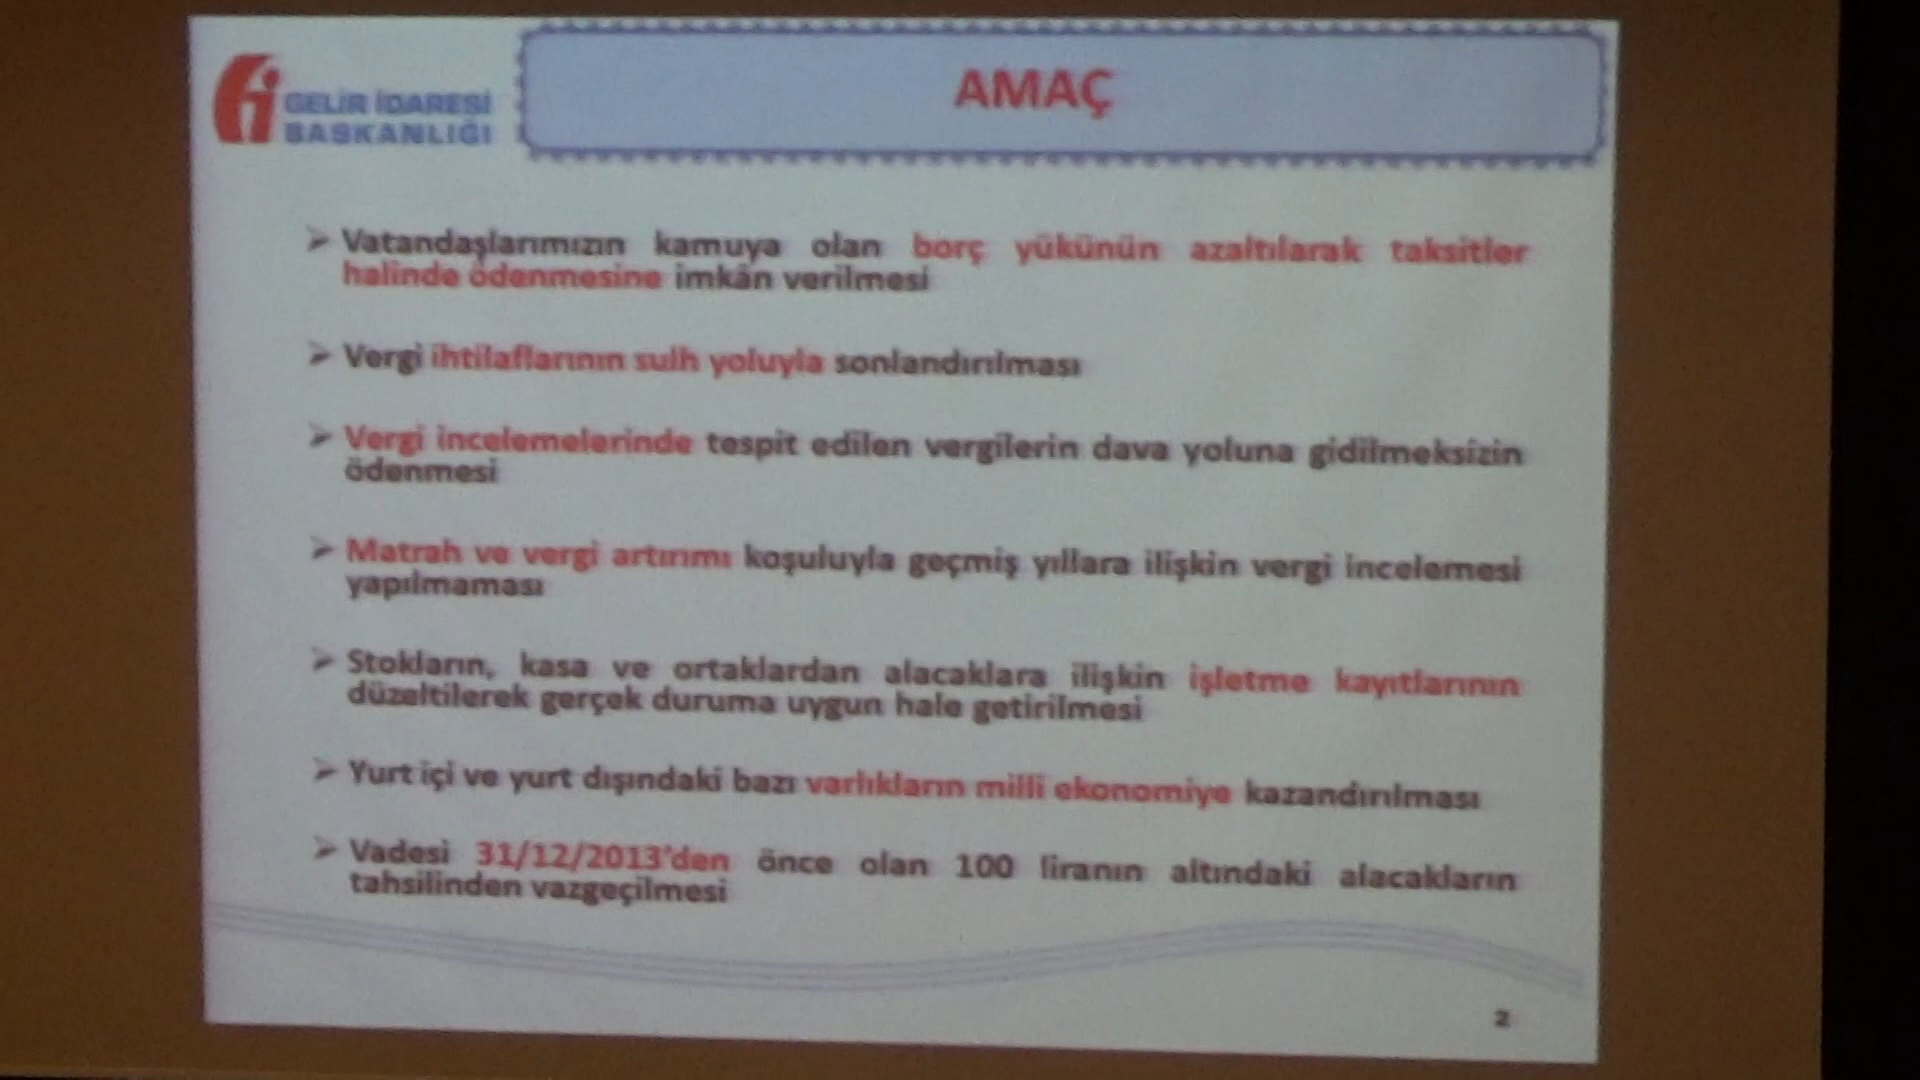 GELİR İDARESİ
BAŞKANLIĞI
AMAÇ
➢ Vatandaşlarımızın kamuya olan borç yükünün azaltılarak taksitler
halinde ödenmesine imkân verilmesi
➢ Vergi ihtilaflarının sulh yoluyla sonlandırılması
➢ Vergi incelemelerinde tespit edilen vergilerin dava yoluna gidilmeksizin
ödenmesi
➢ Matrah ve vergi artırımı koşuluyla geçmiş yıllara ilişkin vergi incelemesi
yapılmaması
➢ Stokların, kasa ve ortaklardan alacaklara ilişkin işletme kayıtlarının
düzeltilerek gerçek duruma uygun hale getirilmesi
➢ Yurt içi ve yurt dışındaki bazı varlıkların milli ekonomiye kazandırılması
➢ Vadesi 31/12/2013'den önce olan 100 liranın altındaki alacakların
tahsilinden vazgeçilmesi
2